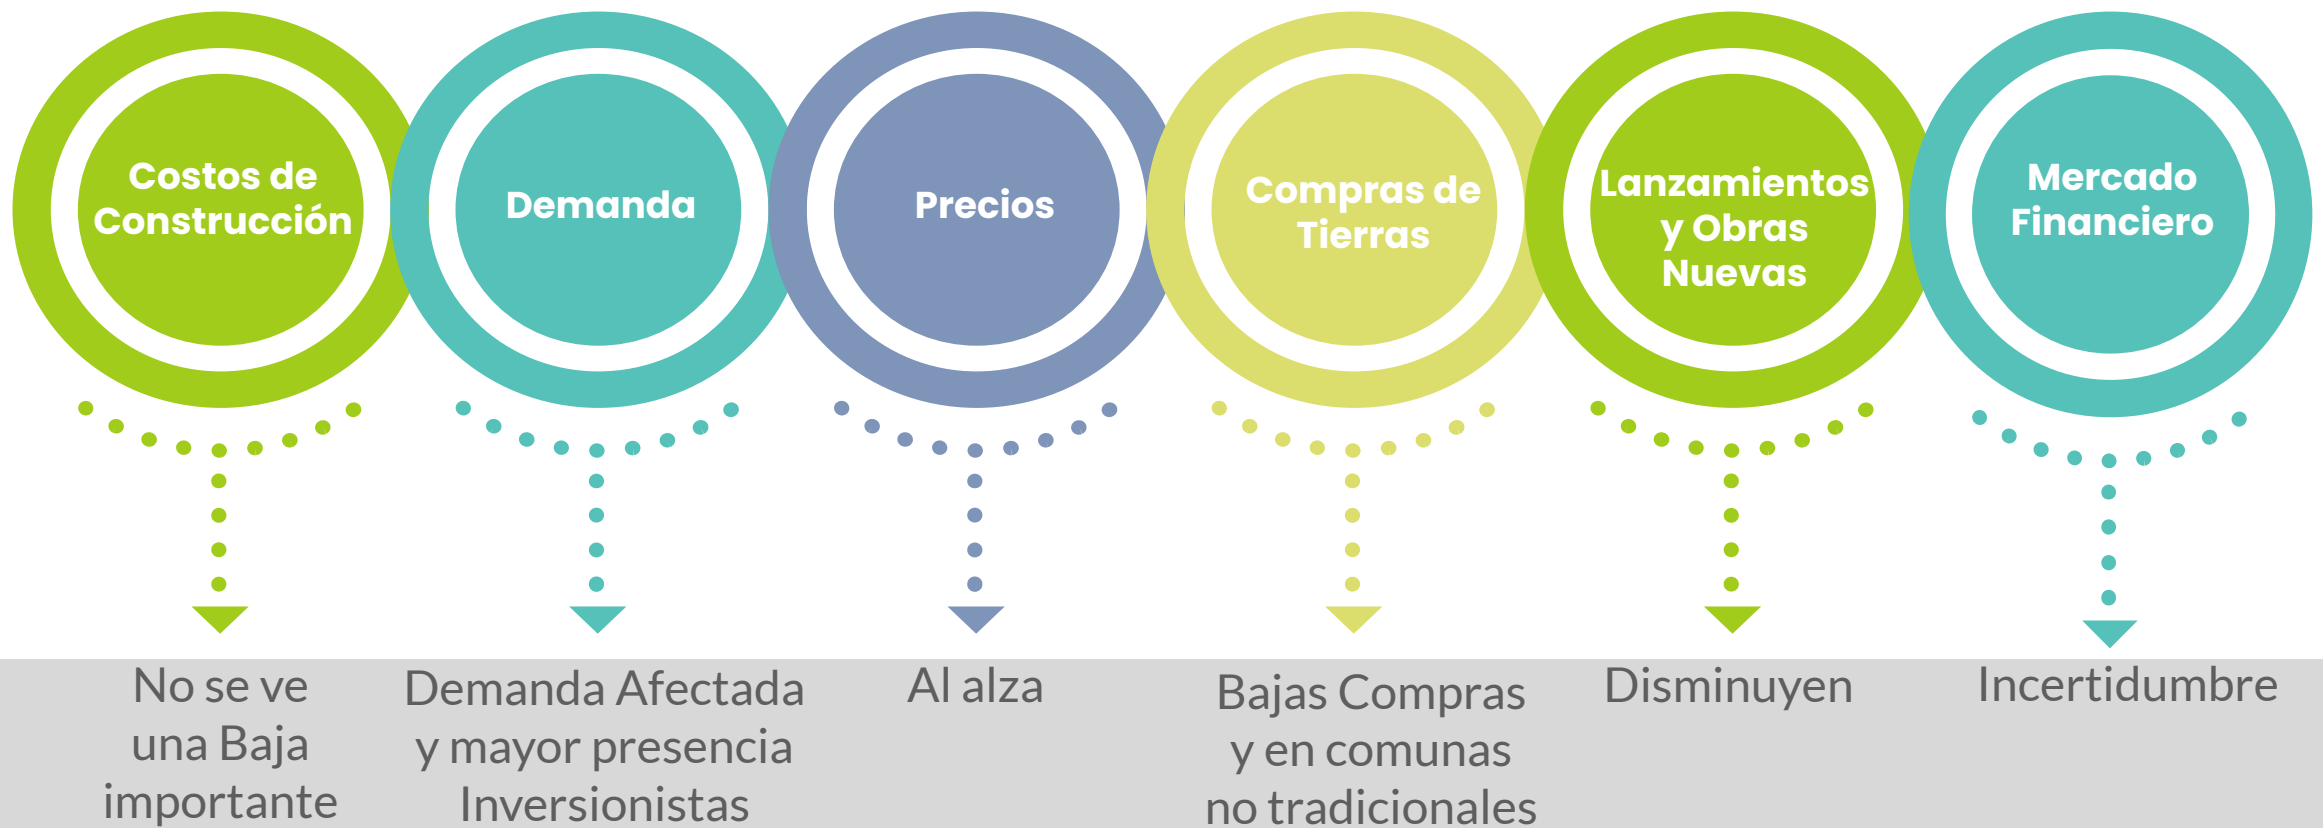 Costos de
Construcción
Demanda
Precios
Compras de
Tierras
Lanzamientos
y Obras
Nuevas
Mercado
Financiero
No se ve
una Baja
importante
Demanda Afectada
y mayor presencia
Inversionistas
Al alza
Bajas Compras
y en comunas
no tradicionales
Disminuyen
Incertidumbre